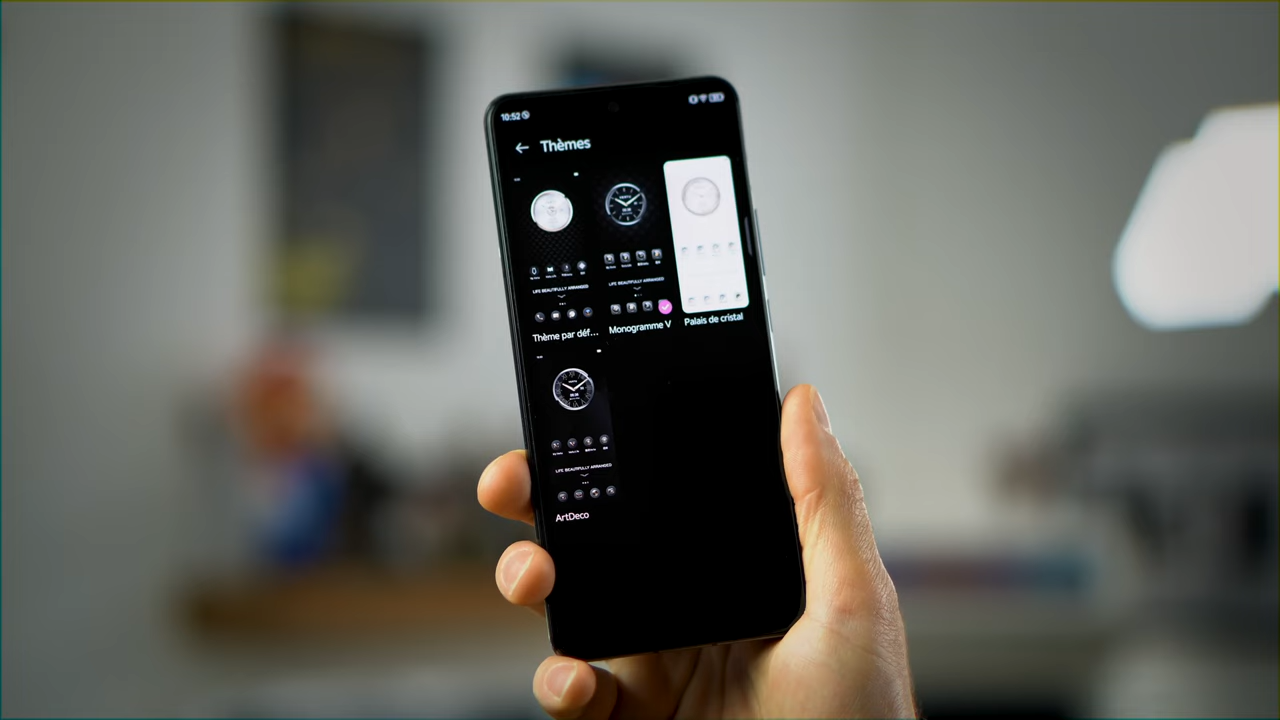 10:52
Thèmes
LIFE BEAUTIFULLY ARRANGED
LIFE BEAUTIFULLY ARRANGED
Thème par déf...
Monogramme V
Palais de cristal
LIFE BEAUTIFULLY ARRANGED
ArtDeco